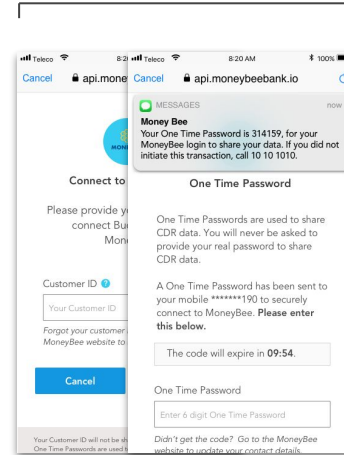 Teleco
8:2
Cancel
api.mone
MONE
Connect to
Please provide y
connect Bu
Mon
Customer ID
Your Customer ID
Forgot your customer
MoneyBee website to
Cancel
Your Customer ID will not be sh
One Time Passwords are used t
Teleco
8:20 AM
100%
Cancel
api.moneybeebank.io
MESSAGES
now
Money Bee
Your One Time Password is 314159, for your
MoneyBee login to share your data. If you did not
initiate this transaction, call 10 10 1010.
One Time Password
One Time Passwords are used to share
CDR data. You will never be asked to
provide your real password to share
CDR data.
A One Time Password has been sent to
your mobile *******190 to securely
connect to MoneyBee. Please enter
this below.
The code will expire in 09:54.
One Time Password
Enter 6 digit One Time Password
Didn't get the code? Go to the MoneyBee
website to update your contact details.